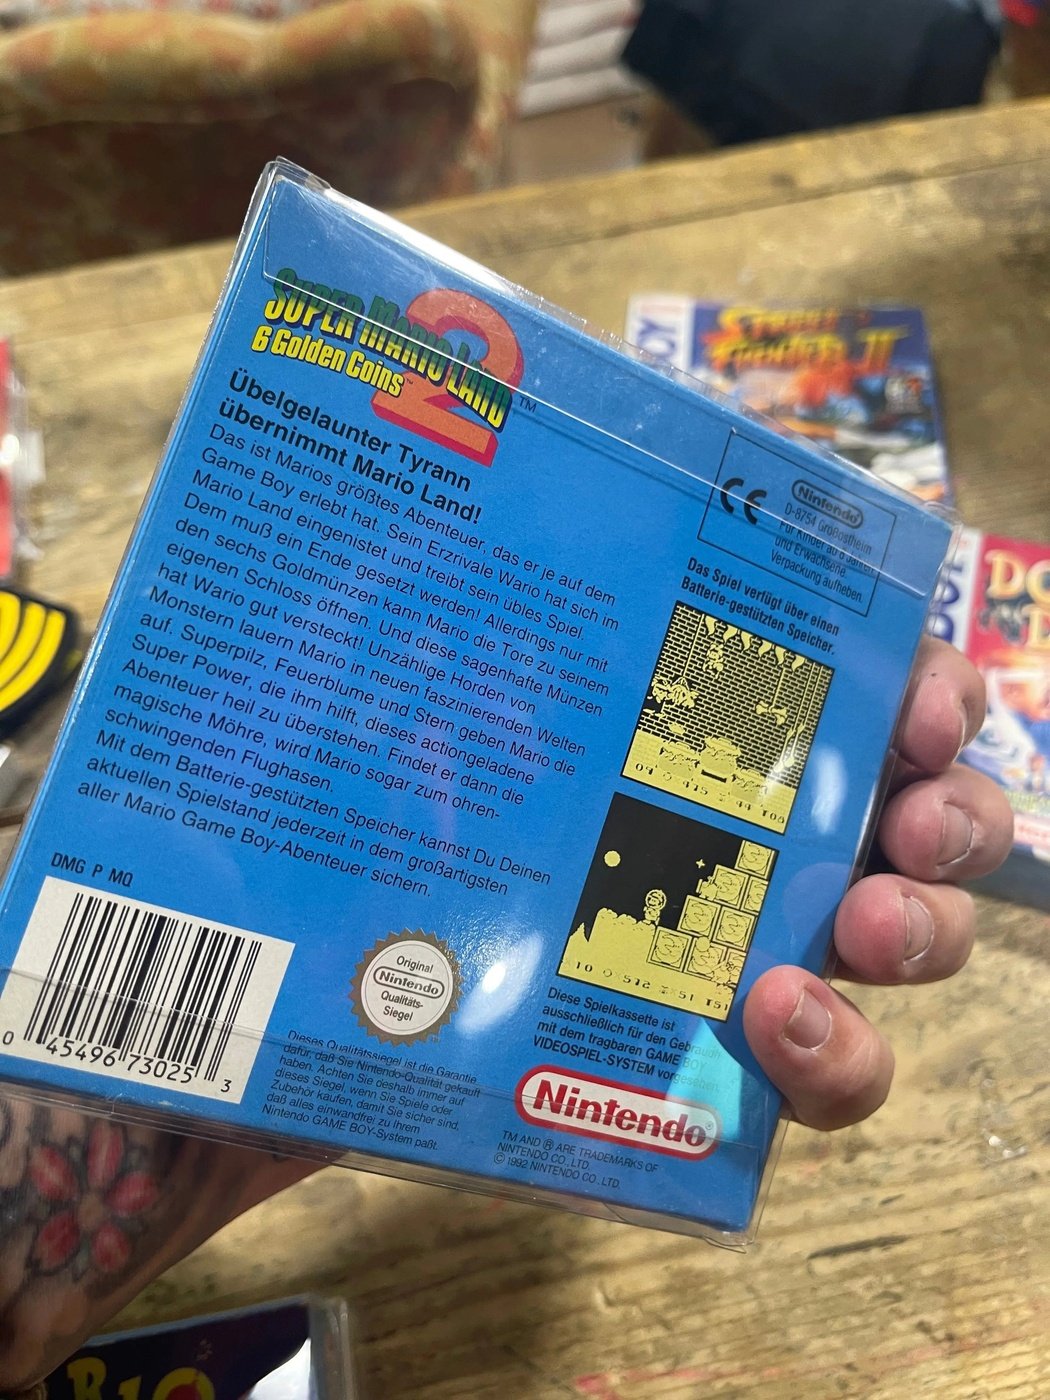 SUPER MARIO LAND 2 ™
6 Golden Coins™
Übelgelaunter Tyrann
übernimmt Mario Land!
Das ist Marios größtes Abenteuer, das er je auf dem
Game Boy erlebt hat. Sein Erzrivale Wario hat sich im
Mario Land eingenistet und treibt sein übles Spiel.
Dem muß ein Ende gesetzt werden! Allerdings nur mit
den sechs Goldmünzen kann Mario die Tore zu seinem
eigenen Schloss öffnen. Und diese sagenhafte Münzen
hat Wario gut versteckt! Unzählige Horden von
Monstern lauern Mario in neuen faszinierenden Welten
auf. Superpilz, Feuerblume und Stern geben Mario die
Super Power, die ihm hilft, dieses actiongeladene
Abenteuer heil zu überstehen. Findet er dann die
magische Möhre, wird Mario sogar zum ohren-
schwingenden Flughasen.
Mit dem Batterie-gestützten Speicher kannst Du Deinen
aktuellen Spielstand jederzeit in dem großartigsten
aller Mario Game Boy-Abenteuer sichern.
CE
Nintendo
D-8754 Großostheim
Für Kinder ab 6 Jahren
und Erwachsene.
Verpackung aufheben.
Das Spiel verfügt über einen
Batterie-gestützten Speicher.
Diese Spielkassette ist
ausschließlich für den Gebrauch
mit dem tragbaren GAME BOY
VIDEOSPIEL-SYSTEM vorgesehen.
Nintendo®
TM AND ® ARE TRADEMARKS OF
NINTENDO CO., LTD.
© 1992 NINTENDO CO., LTD.
DMG P MQ
0 45496 73025 3
Original
Nintendo
Qualitäts-
Siegel
Dieses Qualitätssiegel ist die Garantie
dafür, daß Sie Nintendo-Qualität gekauft
haben. Achten Sie deshalb immer auf
dieses Siegel, wenn Sie Spiele oder
Zubehör kaufen, damit Sie sicher sind,
daß alles einwandfrei zu Ihrem
Nintendo GAME BOY-System paßt.
STREET
FIGHTER II